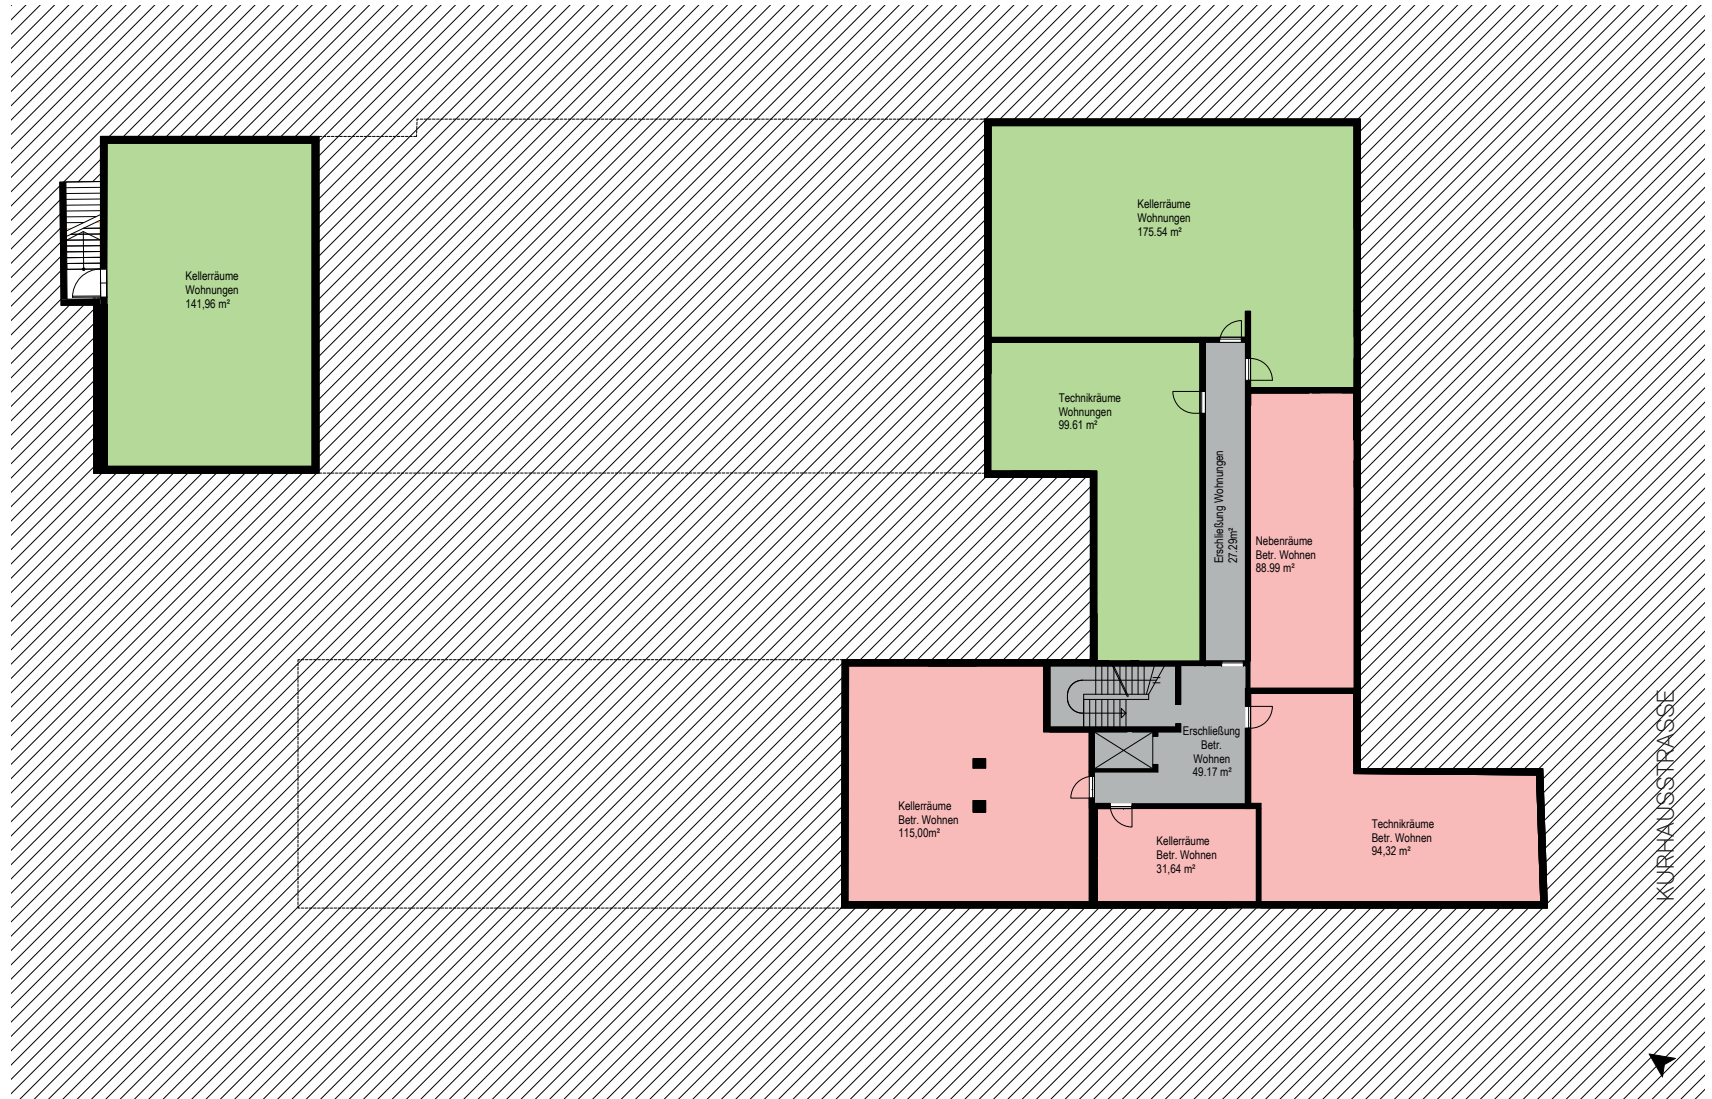 Kellerräume
Wohnungen
175.54 m²
Kellerräume
Wohnungen
141,96 m²
Technikräume
Wohnungen
99.61 m²
Erschließung Wohnungen
27.29m²
Nebenräume
Betr. Wohnen
88.99 m²
Erschließung
Betr.
Wohnen
49.17 m²
Kellerräume
Betr. Wohnen
115,00m²
Kellerräume
Betr. Wohnen
31,64 m²
Technikräume
Betr. Wohnen
94,32 m²
KURHAUSSTRASSE